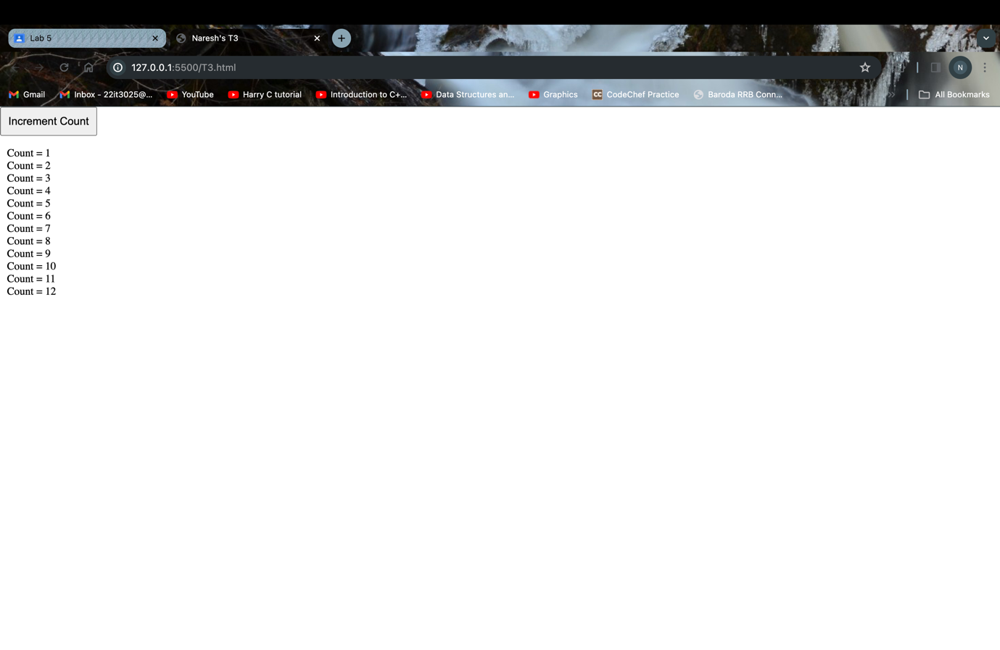 Lab 5
Naresh's T3
127.0.0.1:5500/T3.html
N
Gmail
Inbox - 22it3025@...
YouTube
Harry C tutorial
Introduction to C+...
Data Structures an...
Graphics
CC CodeChef Practice
Baroda RRB Conn...
All Bookmarks
Increment Count
Count = 1
Count = 2
Count = 3
Count = 4
Count = 5
Count = 6
Count = 7
Count = 8
Count = 9
Count = 10
Count = 11
Count = 12